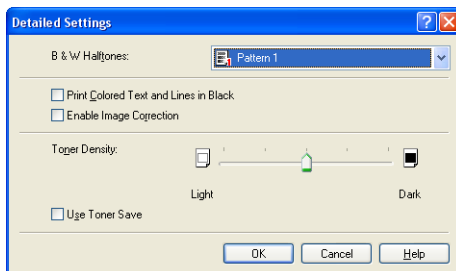 Detailed Settings
B & W Halftones: Pattern 1
Print Colored Text and Lines in Black
Enable Image Correction
Toner Density:
Light Dark
Use Toner Save
OK Cancel Help